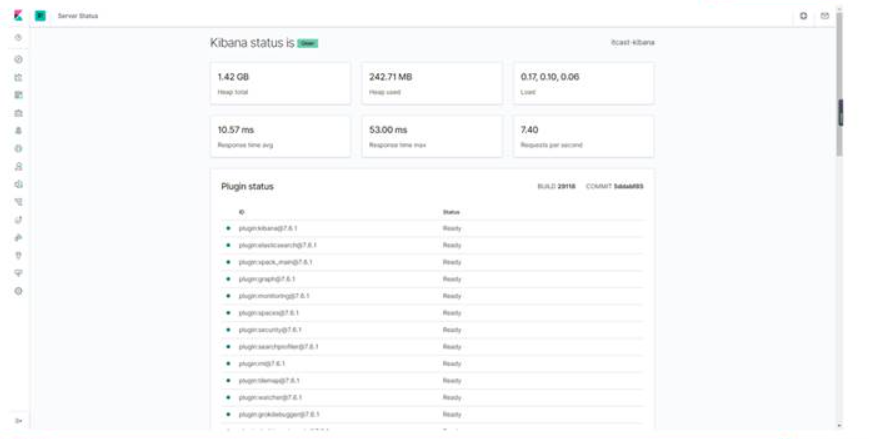 Server Status
Kibana status is Green
itcast-kibana
1.42 GB
Heap total
242.71 MB
Heap used
0.17, 0.10, 0.06
Load
10.57 ms
Response time avg
53.00 ms
Response time max
7.40
Requests per second
Plugin status
BUILD 29118 COMMIT
ID Status
plugin:kibana@7.6.1 Ready
plugin:elasticsearch@7.6.1 Ready
plugin:xpack_main@7.6.1 Ready
plugin:graph@7.6.1 Ready
plugin:monitoring@7.6.1 Ready
plugin:spaces@7.6.1 Ready
plugin:security@7.6.1 Ready
plugin:searchprofiler@7.6.1 Ready
plugin:ml@7.6.1 Ready
plugin:tilemap@7.6.1 Ready
plugin:watcher@7.6.1 Ready
plugin:grokdebugger@7.6.1 Ready